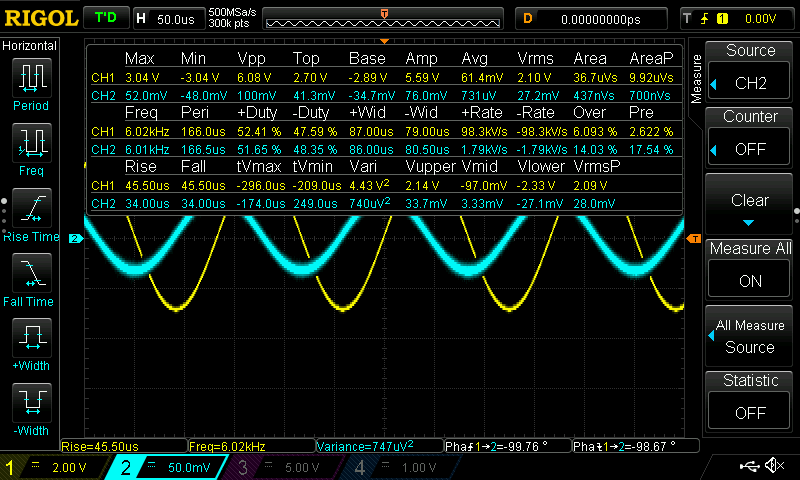 RIGOL T'D H 50.0us 500MSa/s 300k pts T D 0.00000000ps T 1 0.00V
Horizontal
Period
Freq
Rise Time
Fall Time
+Width
-Width
Max Min Vpp Top Base Amp Avg Vrms Area AreaP
CH1 3.04 V -3.04 V 6.08 V 2.70 V -2.89 V 5.59 V 61.4mV 2.10 V 36.7uVs 9.92uVs
CH2 52.0mV -48.0mV 100mV 41.3mV -34.7mV 76.0mV 731uV 27.2mV 437nVs 700nVs
Freq Peri +Duty -Duty +Wid -Wid +Rate -Rate Over Pre
CH1 6.02kHz 166.0us 52.41 % 47.59 % 87.00us 79.00us 98.3kV/s -98.3kV/s 6.093 % 2.622 %
CH2 6.01kHz 166.5us 51.65 % 48.35 % 86.00us 80.50us 1.79kV/s -1.79kV/s 14.03 % 17.54 %
Rise Fall tVmax tVmin Vari Vupper Vmid Vlower VrmsP
CH1 45.50us 45.50us -296.0us -209.0us 4.43 V² 2.14 V -97.0mV -2.33 V 2.09 V
CH2 34.00us 34.00us -174.0us 249.0us 740uV² 33.7mV 3.33mV -27.1mV 28.0mV
2
T
Measure
Source
CH2
Counter
OFF
Clear
Measure All
ON
All Measure
Source
Statistic
OFF
Rise=45.50us Freq=6.02kHz Variance=747uV² Pha1→2=-99.76 ° Pha1→2=-98.67 °
1 2.00 V 2 50.0mV 3 5.00 V 4 1.00 V